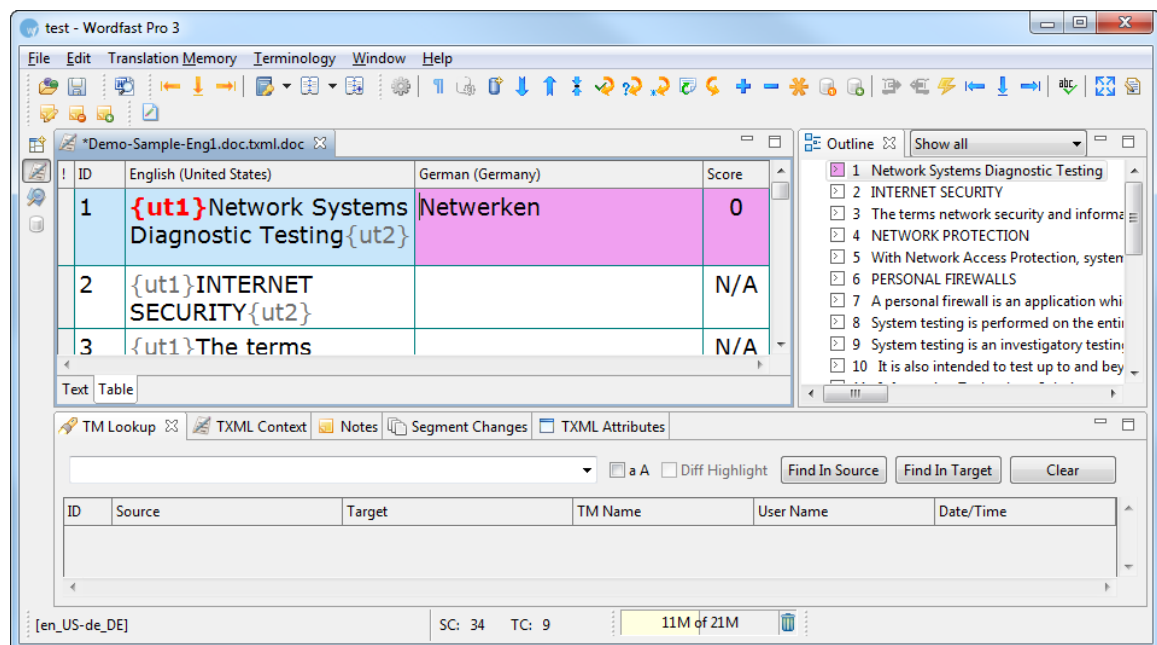 test - Wordfast Pro 3
File Edit Translation Memory Terminology Window Help
*Demo-Sample-Eng1.doc.txml.doc
Outline Show all
! ID English (United States) German (Germany) Score
1 {ut1}Network Systems Diagnostic Testing{ut2} Netwerken 0
2 {ut1}INTERNET SECURITY{ut2} N/A
3 {ut1}The terms N/A
Text Table
1 Network Systems Diagnostic Testing
2 INTERNET SECURITY
3 The terms network security and informa
4 NETWORK PROTECTION
5 With Network Access Protection, system
6 PERSONAL FIREWALLS
7 A personal firewall is an application whi
8 System testing is performed on the enti
9 System testing is an investigatory testing
10 It is also intended to test up to and bey
TM Lookup TXML Context Notes Segment Changes TXML Attributes
a A Diff Highlight Find In Source Find In Target Clear
ID Source Target TM Name User Name Date/Time
[en_US-de_DE] SC: 34 TC: 9 11M of 21M